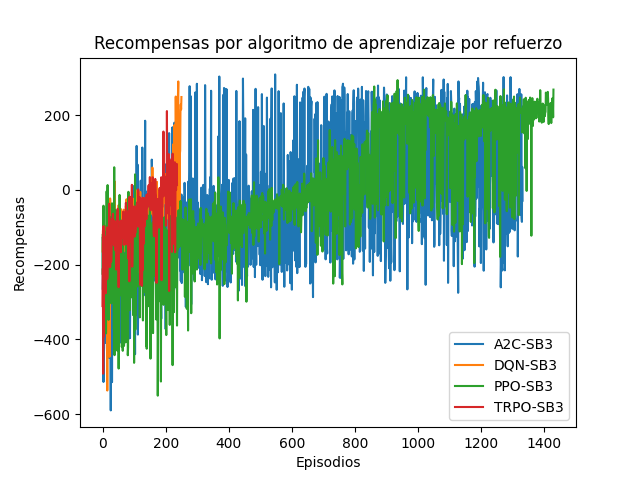 Recompensas por algoritmo de aprendizaje por refuerzo
Recompensas
200
0
−200
−400
−600
0 200 400 600 800 1000 1200 1400
Episodios
A2C-SB3
DQN-SB3
PPO-SB3
TRPO-SB3